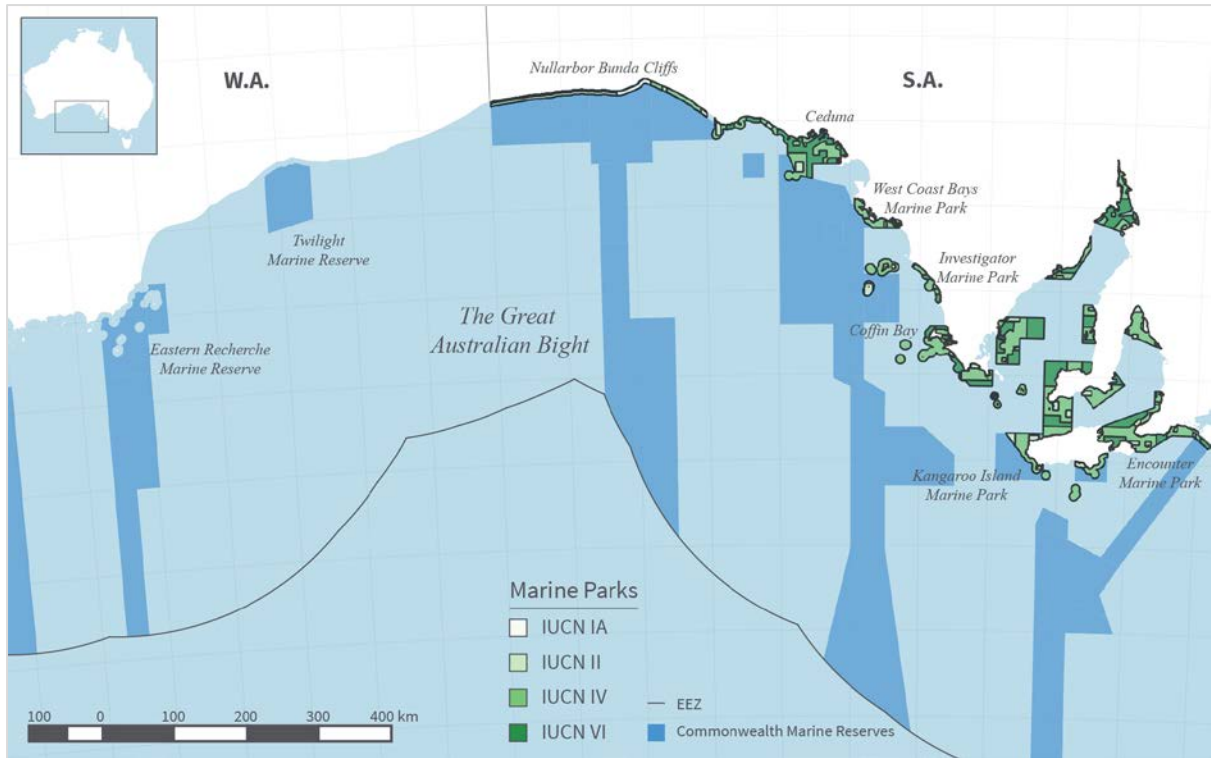 W.A.
Nullarbor Bunda Cliffs
S.A.
Ceduna
West Coast Bays
Marine Park
Twilight
Marine Reserve
Investigator
Marine Park
The Great
Australian Bight
Coffin Bay
Eastern Recherche
Marine Reserve
Kangaroo Island
Marine Park
Encounter
Marine Park
Marine Parks
IUCN IA
IUCN II
IUCN IV
IUCN VI
EEZ
Commonwealth Marine Reserves
100 0 100 200 300 400 km